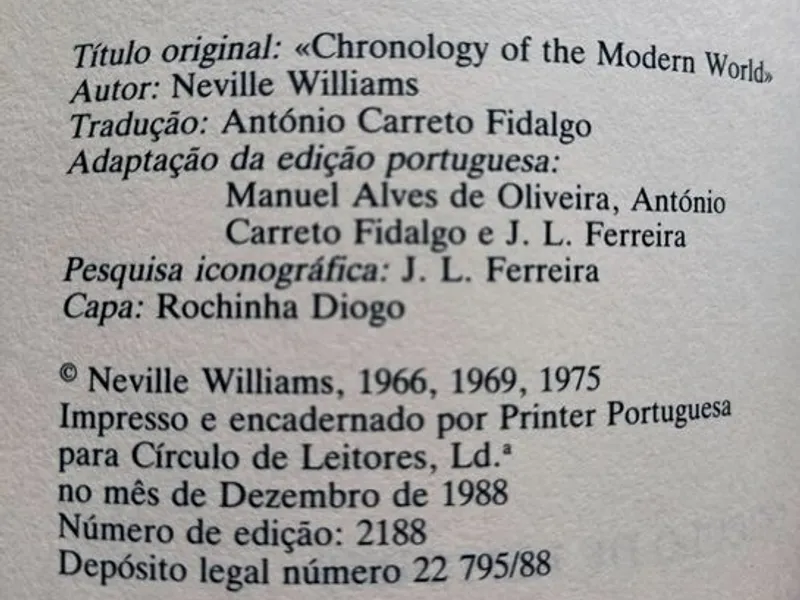 Título original: «Chronology of the Modern World»
Autor: Neville Williams
Tradução: António Carreto Fidalgo
Adaptação da edição portuguesa:
Manuel Alves de Oliveira, António
Carreto Fidalgo e J. L. Ferreira
Pesquisa iconográfica: J. L. Ferreira
Capa: Rochinha Diogo
© Neville Williams, 1966, 1969, 1975
Impresso e encadernado por Printer Portuguesa
para Círculo de Leitores, Ld.ª
no mês de Dezembro de 1988
Número de edição: 2188
Depósito legal número 22 795/88